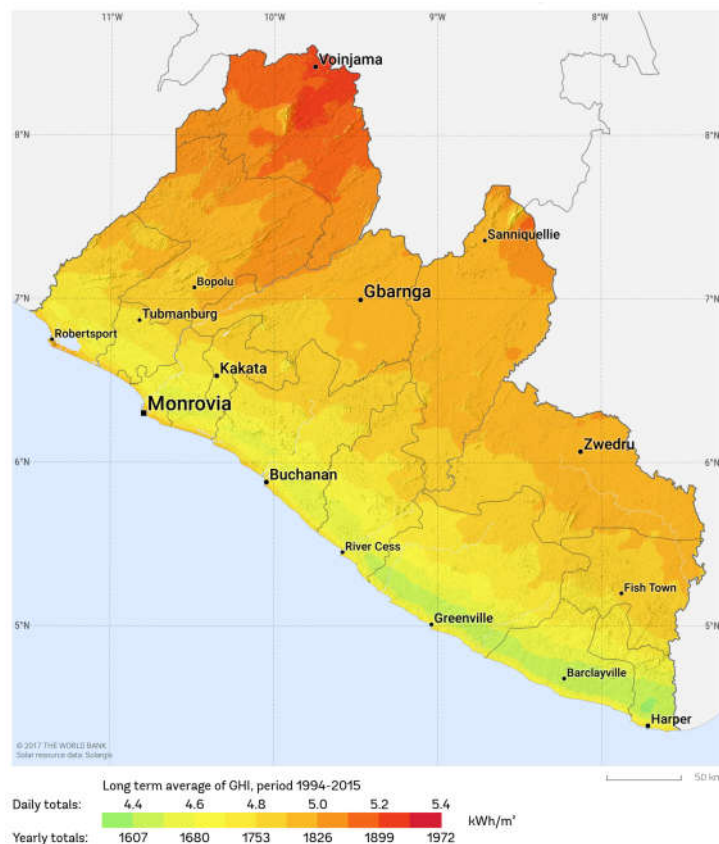 11°W 10°W 9°W 8°W
Voinjama
8°N
Sanniquellie
Bopolu
Gbarnga
7°N 7°N
Tubmanburg
Robertsport
Kakata
Monrovia
Zwedru
6°N 6°N
Buchanan
River Cess
Fish Town
5°N 5°N
Greenville
Barclayville
Harper
© 2017 THE WORLD BANK
Solar resource data: Solargis
50 km
Long term average of GHI, period 1994-2015
Daily totals: 4.4 4.6 4.8 5.0 5.2 5.4
kWh/m²
Yearly totals: 1607 1680 1753 1826 1899 1972